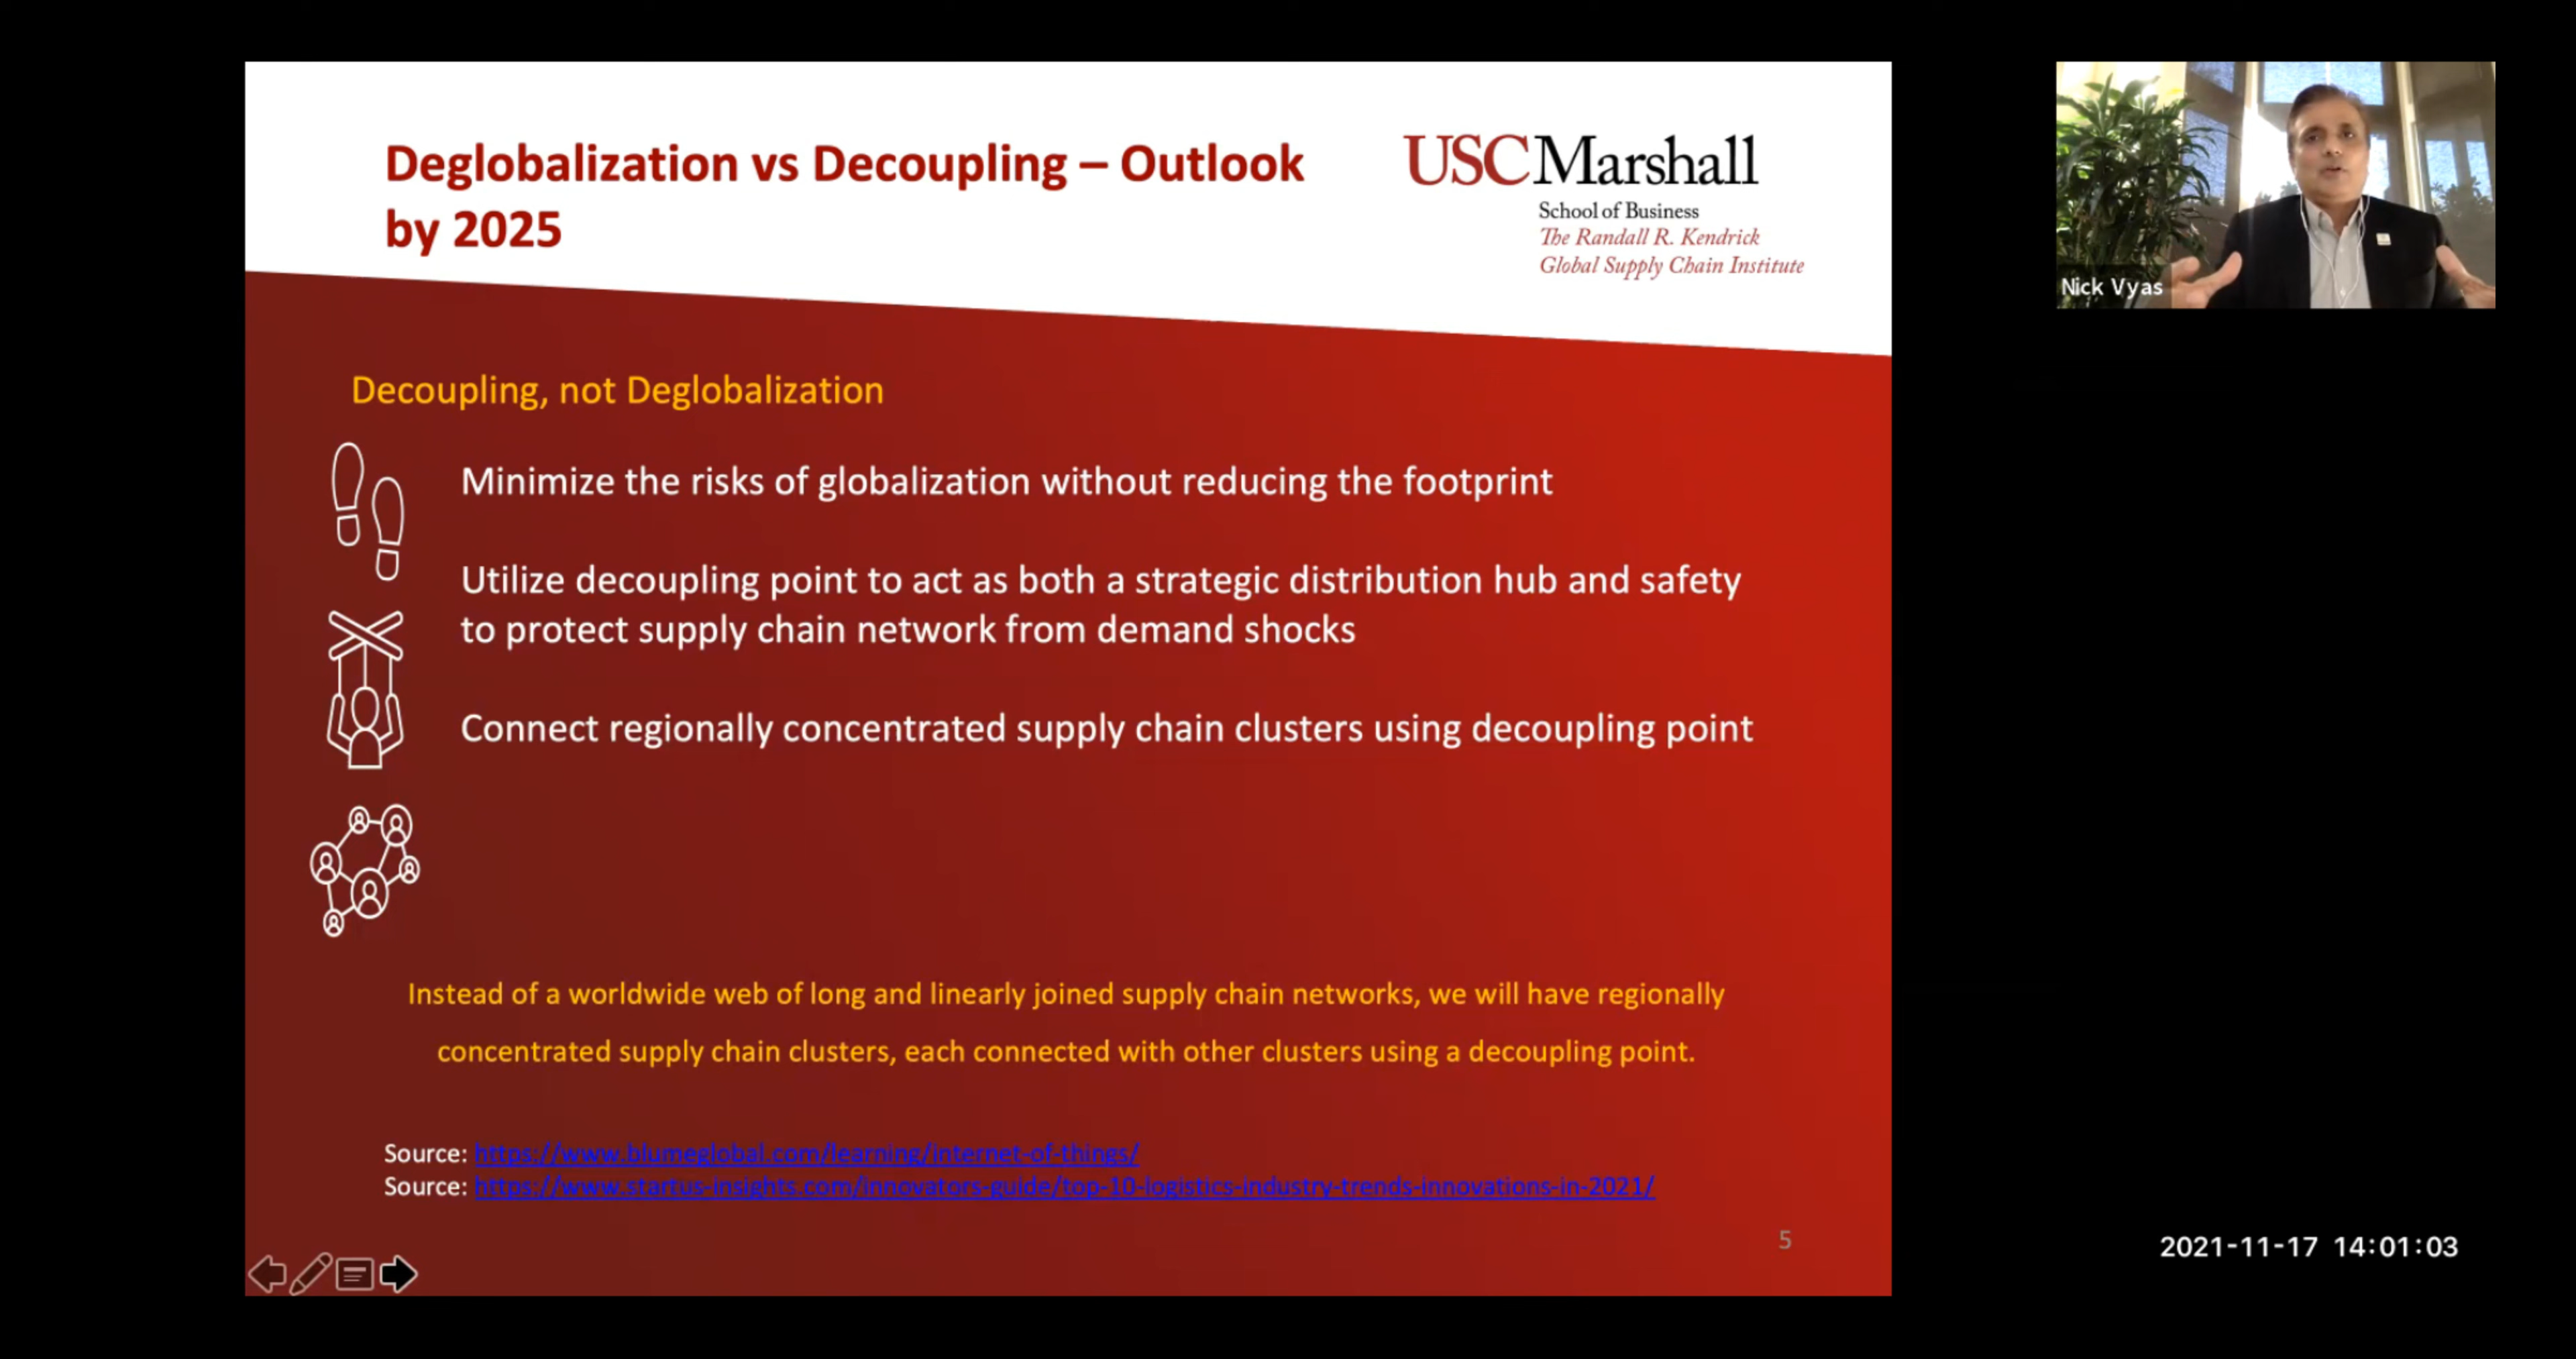 Deglobalization vs Decoupling – Outlook
by 2025
USC Marshall
School of Business
The Randall R. Kendrick
Global Supply Chain Institute
Nick Vyas
Decoupling, not Deglobalization
Minimize the risks of globalization without reducing the footprint
Utilize decoupling point to act as both a strategic distribution hub and safety
to protect supply chain network from demand shocks
Connect regionally concentrated supply chain clusters using decoupling point
Instead of a worldwide web of long and linearly joined supply chain networks, we will have regionally
concentrated supply chain clusters, each connected with other clusters using a decoupling point.
Source: https://www.blumeglobal.com/learning/internet-of-things/
Source: https://www.startus-insights.com/innovators-guide/top-10-logistics-industry-trends-innovations-in-2021/
5
2021-11-17 14:01:03